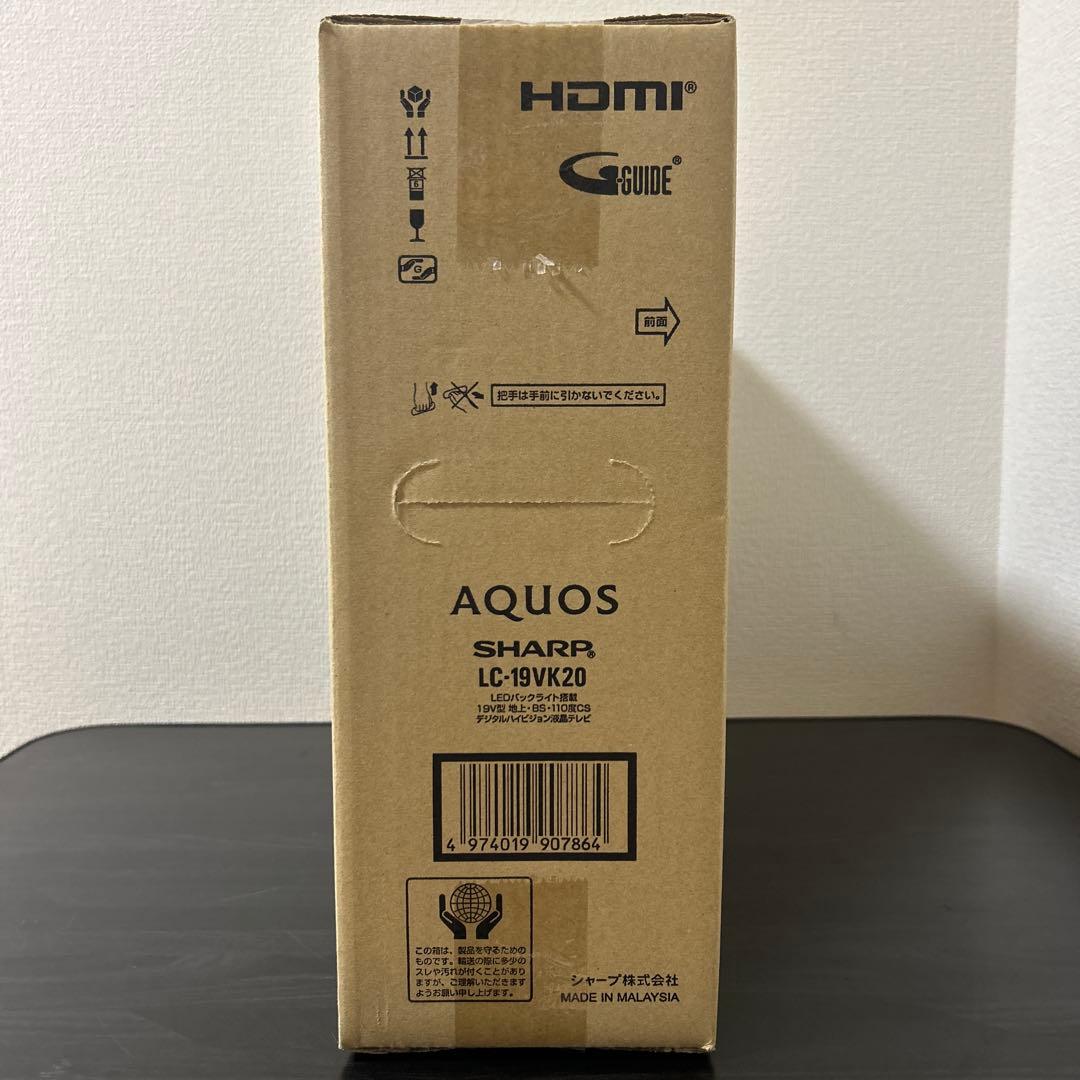 HDMI®
G-GUIDE®
6
G
前面
把手は手前に引かないでください。
AQUOS
SHARP®
LC-19VK20
LEDバックライト搭載
19V型 地上・BS・110度CS
デジタルハイビジョン液晶テレビ
4 974019 907864
この箱は、製品を守るための
ものです。輸送の際に多少の
スレや汚れが付くことがあり
ますが、ご理解いただきます
ようお願い申し上げます。
シャープ株式会社
MADE IN MALAYSIA